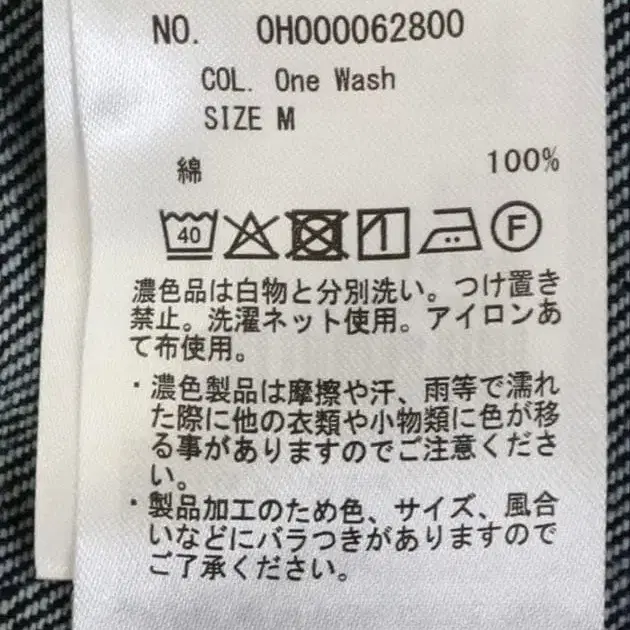 NO. OH000062800
COL. One Wash
SIZE M
綿 100%
40 F
濃色品は白物と分別洗い。つけ置き
禁止。洗濯ネット使用。アイロンあ
て布使用。
・濃色製品は摩擦や汗、雨等で濡れ
た際に他の衣類や小物類に色が移
る事がありますのでご注意くださ
い。
・製品加工のため色、サイズ、風合
いなどにバラつきがありますので
ご了承ください。